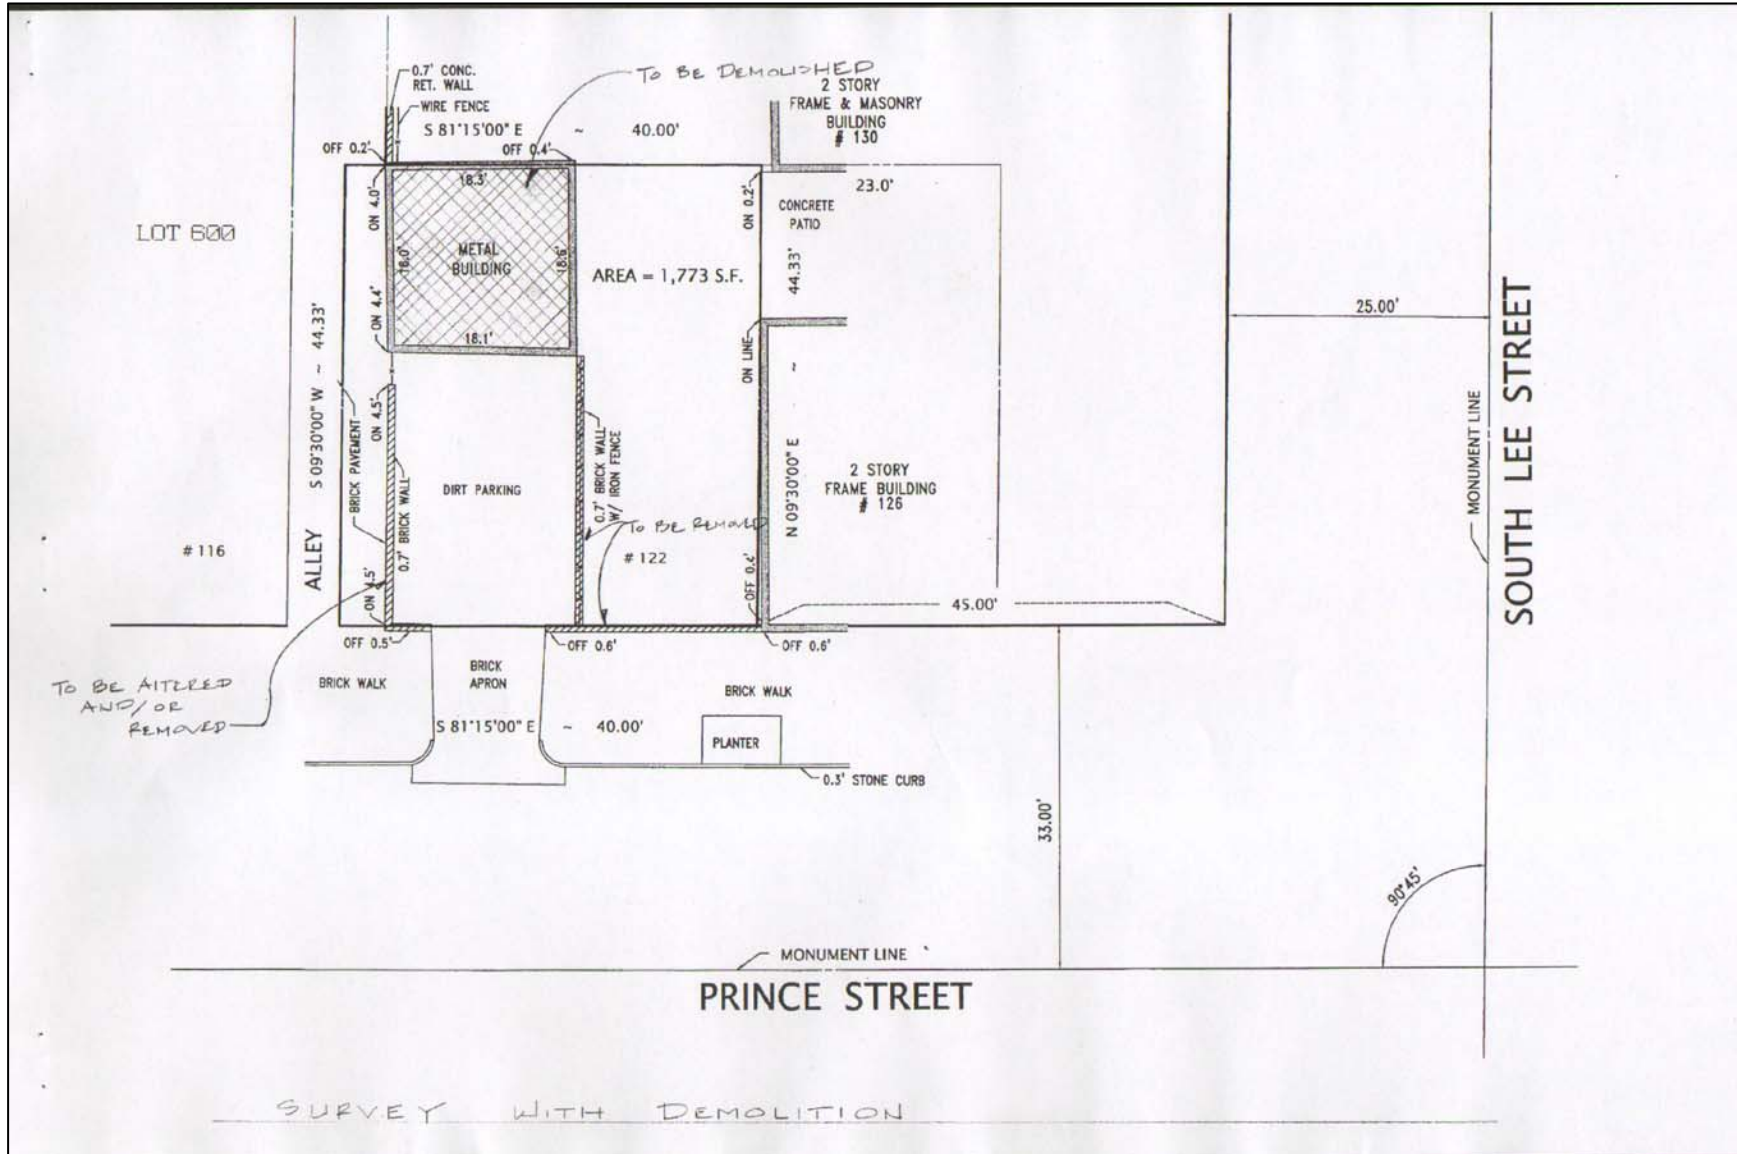 0.7' CONC.
RET. WALL
WIRE FENCE
TO BE DEMOLISHED
2 STORY
FRAME & MASONRY
BUILDING
# 130
S 81°15'00" E ~ 40.00'
OFF 0.2'
OFF 0.4'
18.3'
ON 4.0'
ON 0.2'
23.0'
CONCRETE
PATIO
LOT 600
METAL
BUILDING
18.0'
18.6'
AREA = 1,773 S.F.
44.33'
ON 4.4'
18.1'
25.00'
S 09°30'00" W ~ 44.33'
ON LINE
ON 4.5'
BRICK PAVEMENT
0.7' BRICK WALL
DIRT PARKING
0.7' BRICK WALL
W/ IRON FENCE
TO BE REMOVED
N 09°30'00" E ~
2 STORY
FRAME BUILDING
# 126
MONUMENT LINE
SOUTH LEE STREET
# 116
ALLEY
# 122
ON 4.5'
OFF 0.4'
45.00'
OFF 0.5'
OFF 0.6'
OFF 0.6'
TO BE ALTERED
AND/OR
REMOVED
BRICK WALK
BRICK
APRON
BRICK WALK
S 81°15'00" E ~ 40.00'
PLANTER
0.3' STONE CURB
33.00'
90°45'
MONUMENT LINE
PRINCE STREET
SURVEY WITH DEMOLITION